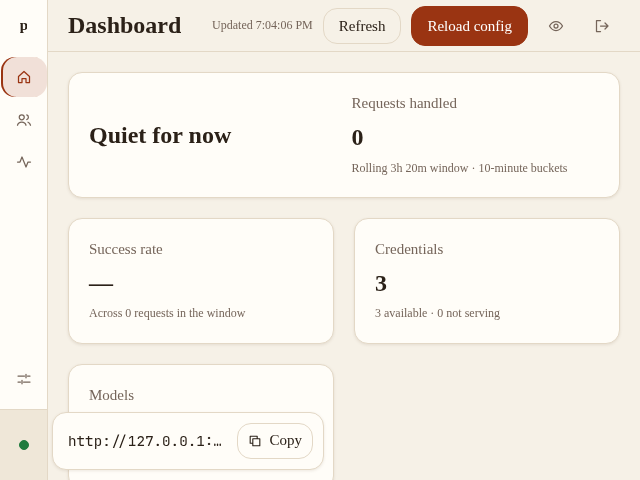 p
Dashboard
Updated 7:04:06 PM
Refresh
Reload config
Quiet for now
Requests handled
0
Rolling 3h 20m window · 10-minute buckets
Success rate
—
Across 0 requests in the window
Credentials
3
3 available · 0 not serving
Models
http://127.0.0.1:…
Copy